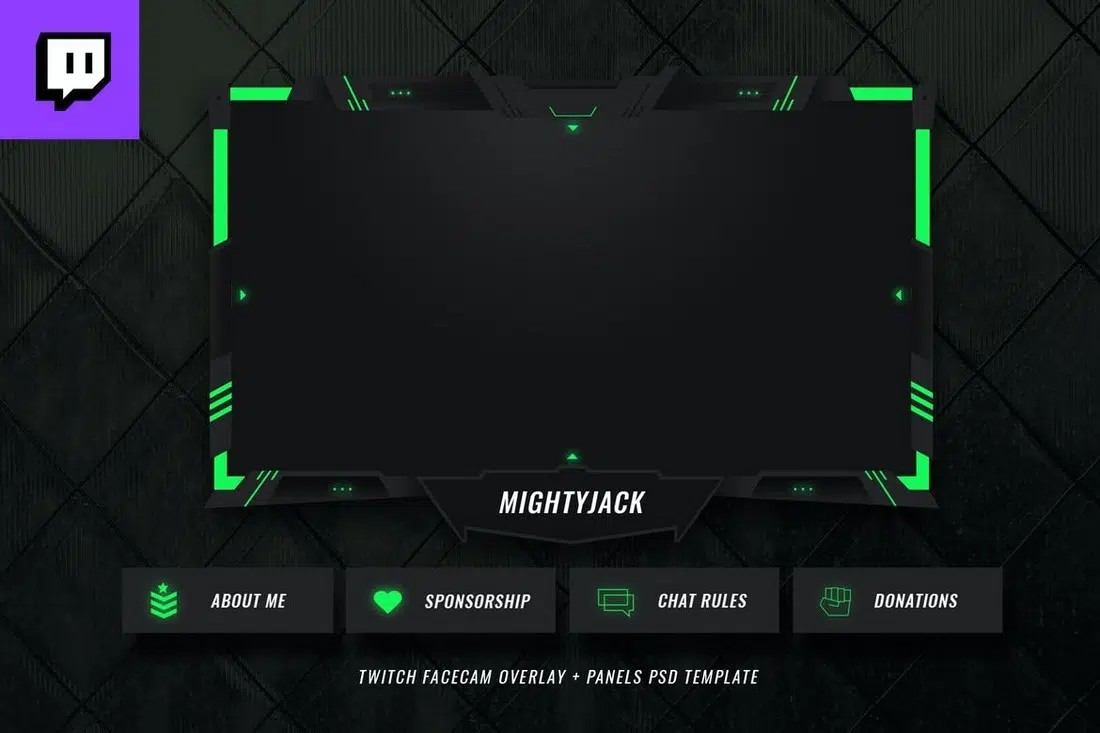 MIGHTYJACK
ABOUT ME
SPONSORSHIP
CHAT RULES
DONATIONS
TWITCH FACECAM OVERLAY + PANELS PSD TEMPLATE